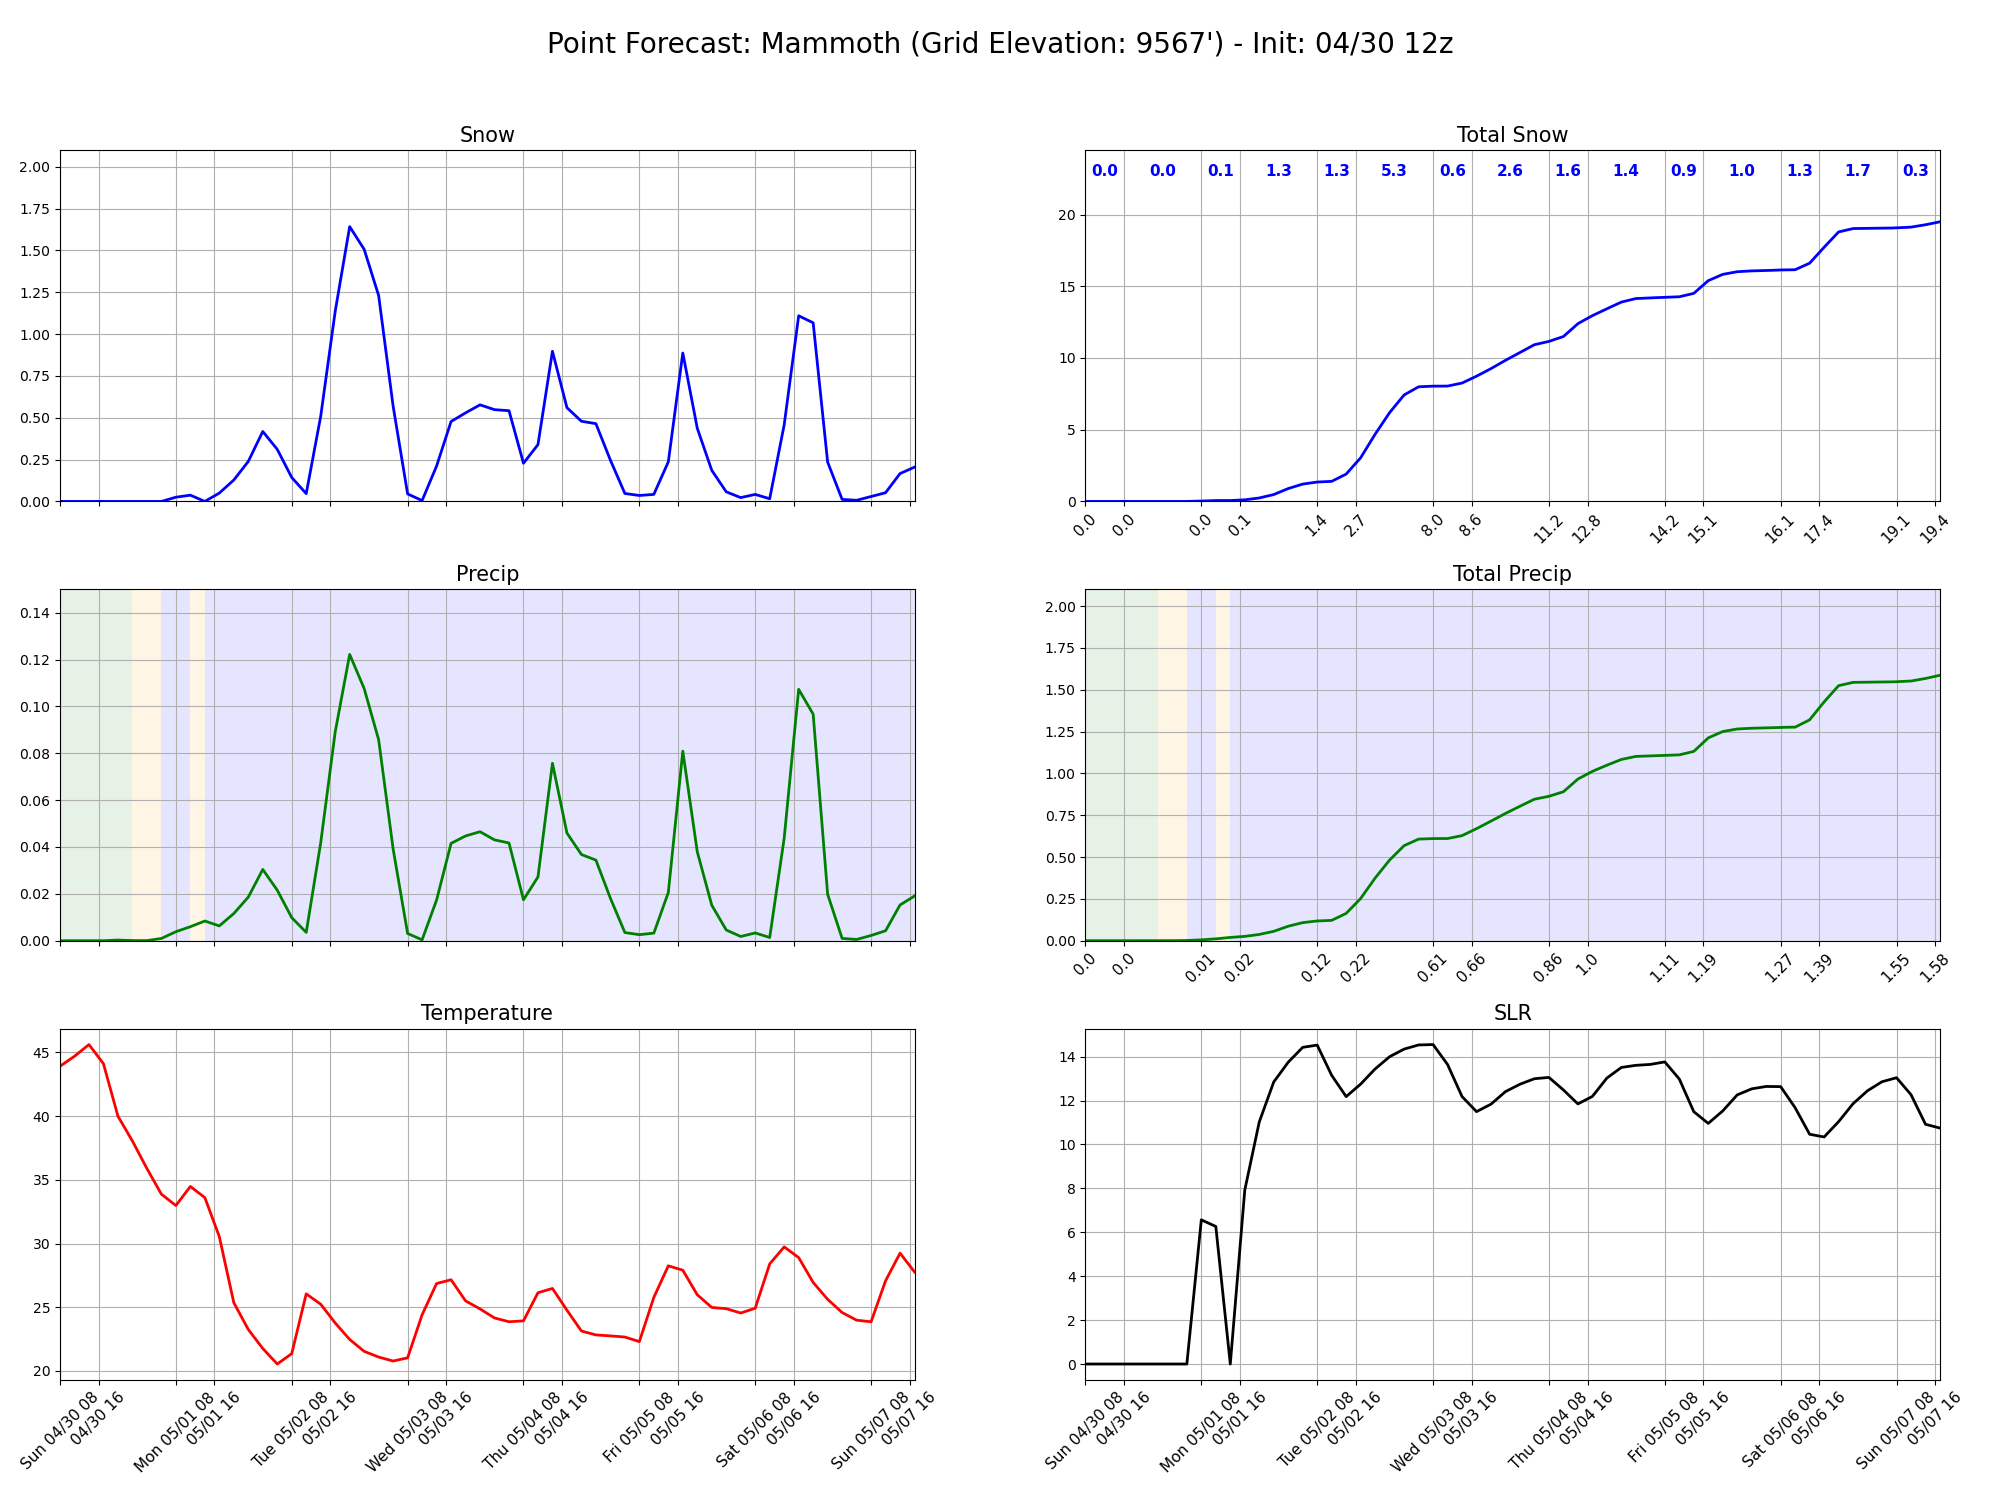 Point Forecast: Mammoth (Grid Elevation: 9567') - Init: 04/30 12z
Snow
2.00
1.75
1.50
1.25
1.00
0.75
0.50
0.25
0.00
Total Snow
0.0 0.0 0.1 1.3 1.3 5.3 0.6 2.6 1.6 1.4 0.9 1.0 1.3 1.7 0.3
20
15
10
5
0
0.0 0.0 0.0 0.1 1.4 2.7 8.0 8.6 11.2 12.8 14.2 15.1 16.1 17.4 19.1 19.4
Precip
0.14
0.12
0.10
0.08
0.06
0.04
0.02
0.00
Total Precip
2.00
1.75
1.50
1.25
1.00
0.75
0.50
0.25
0.00
0.0 0.0 0.01 0.02 0.12 0.22 0.61 0.66 0.86 1.0 1.11 1.19 1.27 1.39 1.55 1.58
Temperature
45
40
35
30
25
20
Sun 04/30 08
04/30 16
Mon 05/01 08
05/01 16
Tue 05/02 08
05/02 16
Wed 05/03 08
05/03 16
Thu 05/04 08
05/04 16
Fri 05/05 08
05/05 16
Sat 05/06 08
05/06 16
Sun 05/07 08
05/07 16
SLR
14
12
10
8
6
4
2
0
Sun 04/30 08
04/30 16
Mon 05/01 08
05/01 16
Tue 05/02 08
05/02 16
Wed 05/03 08
05/03 16
Thu 05/04 08
05/04 16
Fri 05/05 08
05/05 16
Sat 05/06 08
05/06 16
Sun 05/07 08
05/07 16